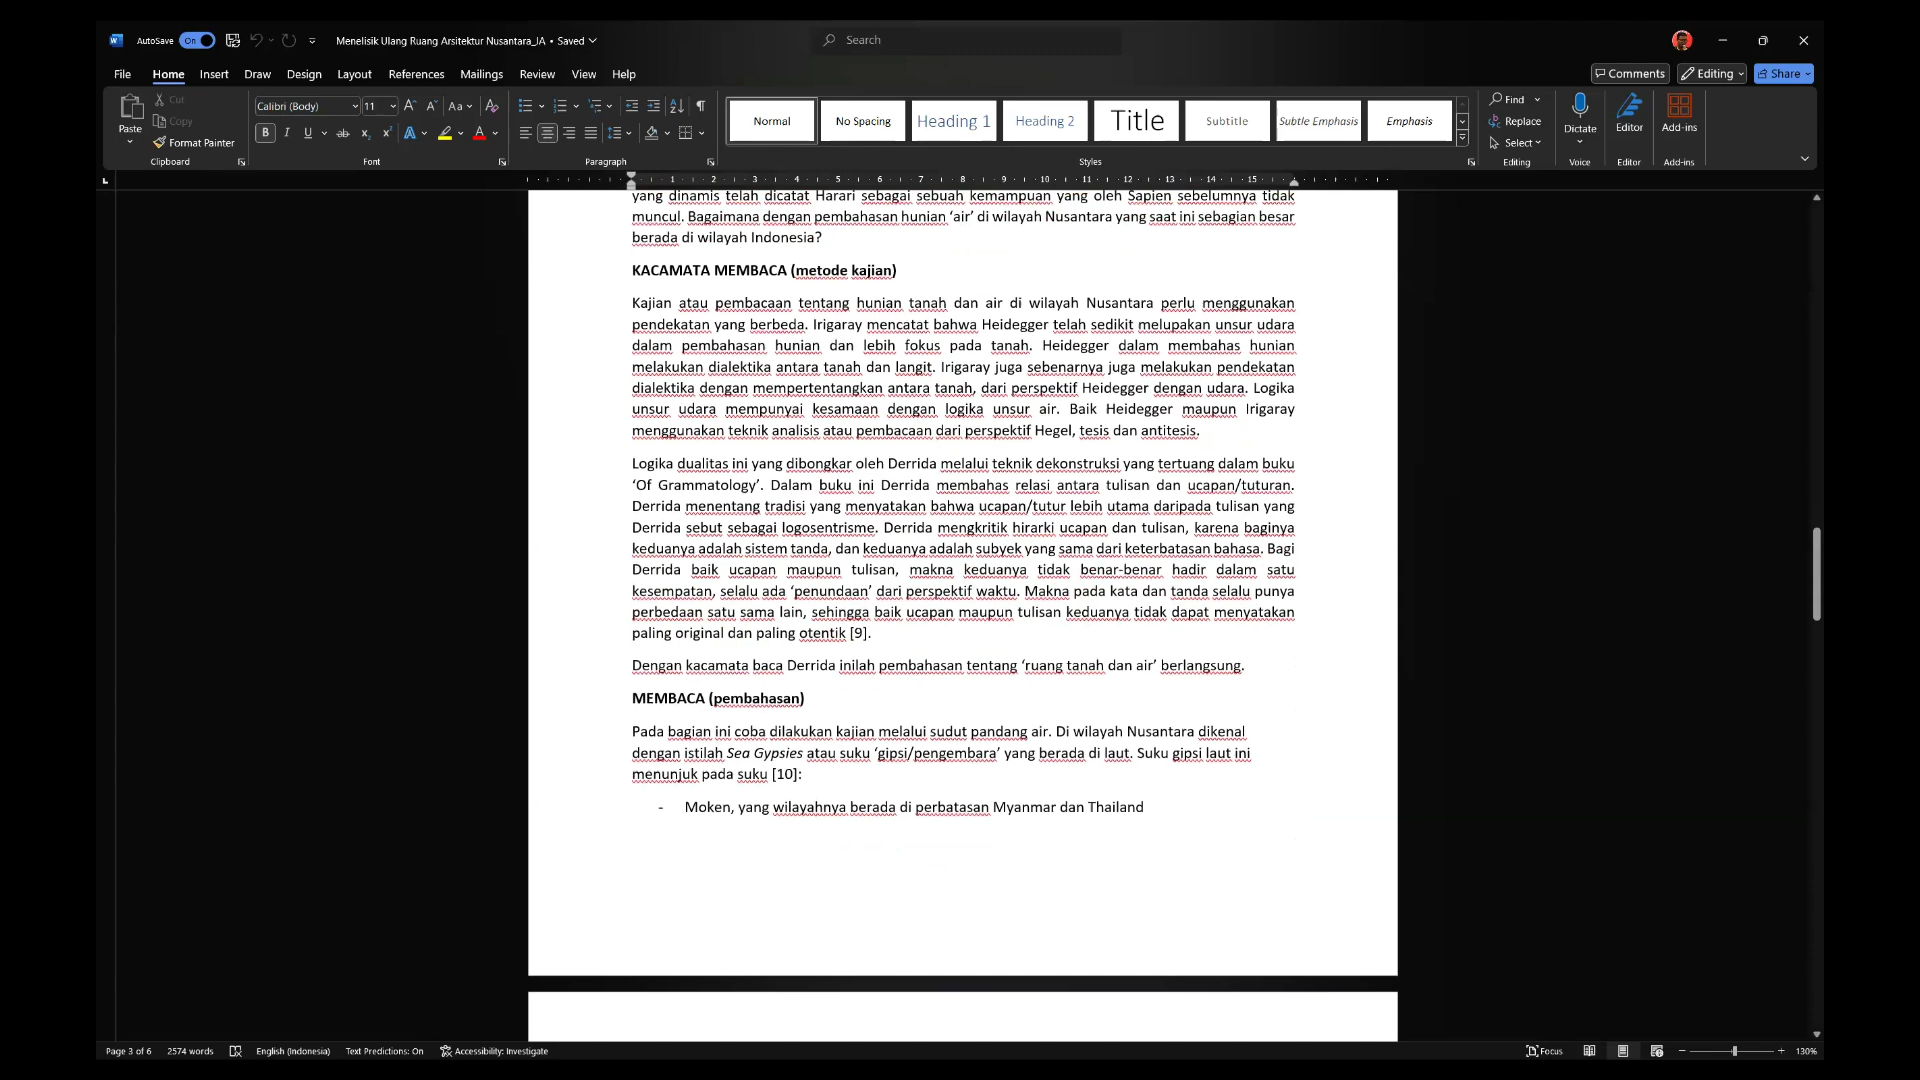 AutoSave On Menelisik Ulang Ruang Arsitektur Nusantara_JA • Saved Search
File Home Insert Draw Design Layout References Mailings Review View Help Comments Editing Share
Paste Cut Copy Format Painter Clipboard
Calibri (Body) 11 Font
Paragraph
Normal No Spacing Heading 1 Heading 2 Title Subtitle Subtle Emphasis Emphasis Styles
Find Replace Select Editing
Dictate Voice
Editor Editor
Add-ins Add-ins
1 2 3 4 5 6 7 8 9 10 11 12 13 14 15
yang dinamis telah dicatat Harari sebagai sebuah kemampuan yang oleh Sapien sebelumnya tidak
muncul. Bagaimana dengan pembahasan hunian ‘air’ di wilayah Nusantara yang saat ini sebagian besar
berada di wilayah Indonesia?
KACAMATA MEMBACA (metode kajian)
Kajian atau pembacaan tentang hunian tanah dan air di wilayah Nusantara perlu menggunakan
pendekatan yang berbeda. Irigaray mencatat bahwa Heidegger telah sedikit melupakan unsur udara
dalam pembahasan hunian dan lebih fokus pada tanah. Heidegger dalam membahas hunian
melakukan dialektika antara tanah dan langit. Irigaray juga sebenarnya juga melakukan pendekatan
dialektika dengan mempertentangkan antara tanah, dari perspektif Heidegger dengan udara. Logika
unsur udara mempunyai kesamaan dengan logika unsur air. Baik Heidegger maupun Irigaray
menggunakan teknik analisis atau pembacaan dari perspektif Hegel, tesis dan antitesis.
Logika dualitas ini yang dibongkar oleh Derrida melalui teknik dekonstruksi yang tertuang dalam buku
‘Of Grammatology’. Dalam buku ini Derrida membahas relasi antara tulisan dan ucapan/tuturan.
Derrida menentang tradisi yang menyatakan bahwa ucapan/tutur lebih utama daripada tulisan yang
Derrida sebut sebagai logosentrisme. Derrida mengkritik hirarki ucapan dan tulisan, karena baginya
keduanya adalah sistem tanda, dan keduanya adalah subyek yang sama dari keterbatasan bahasa. Bagi
Derrida baik ucapan maupun tulisan, makna keduanya tidak benar-benar hadir dalam satu
kesempatan, selalu ada ‘penundaan’ dari perspektif waktu. Makna pada kata dan tanda selalu punya
perbedaan satu sama lain, sehingga baik ucapan maupun tulisan keduanya tidak dapat menyatakan
paling original dan paling otentik [9].
Dengan kacamata baca Derrida inilah pembahasan tentang ‘ruang tanah dan air’ berlangsung.
MEMBACA (pembahasan)
Pada bagian ini coba dilakukan kajian melalui sudut pandang air. Di wilayah Nusantara dikenal
dengan istilah Sea Gypsies atau suku ‘gipsi/pengembara’ yang berada di laut. Suku gipsi laut ini
menunjuk pada suku [10]:
- Moken, yang wilayahnya berada di perbatasan Myanmar dan Thailand
Page 3 of 6 2574 words English (Indonesia) Text Predictions: On Accessibility: Investigate Focus 130%